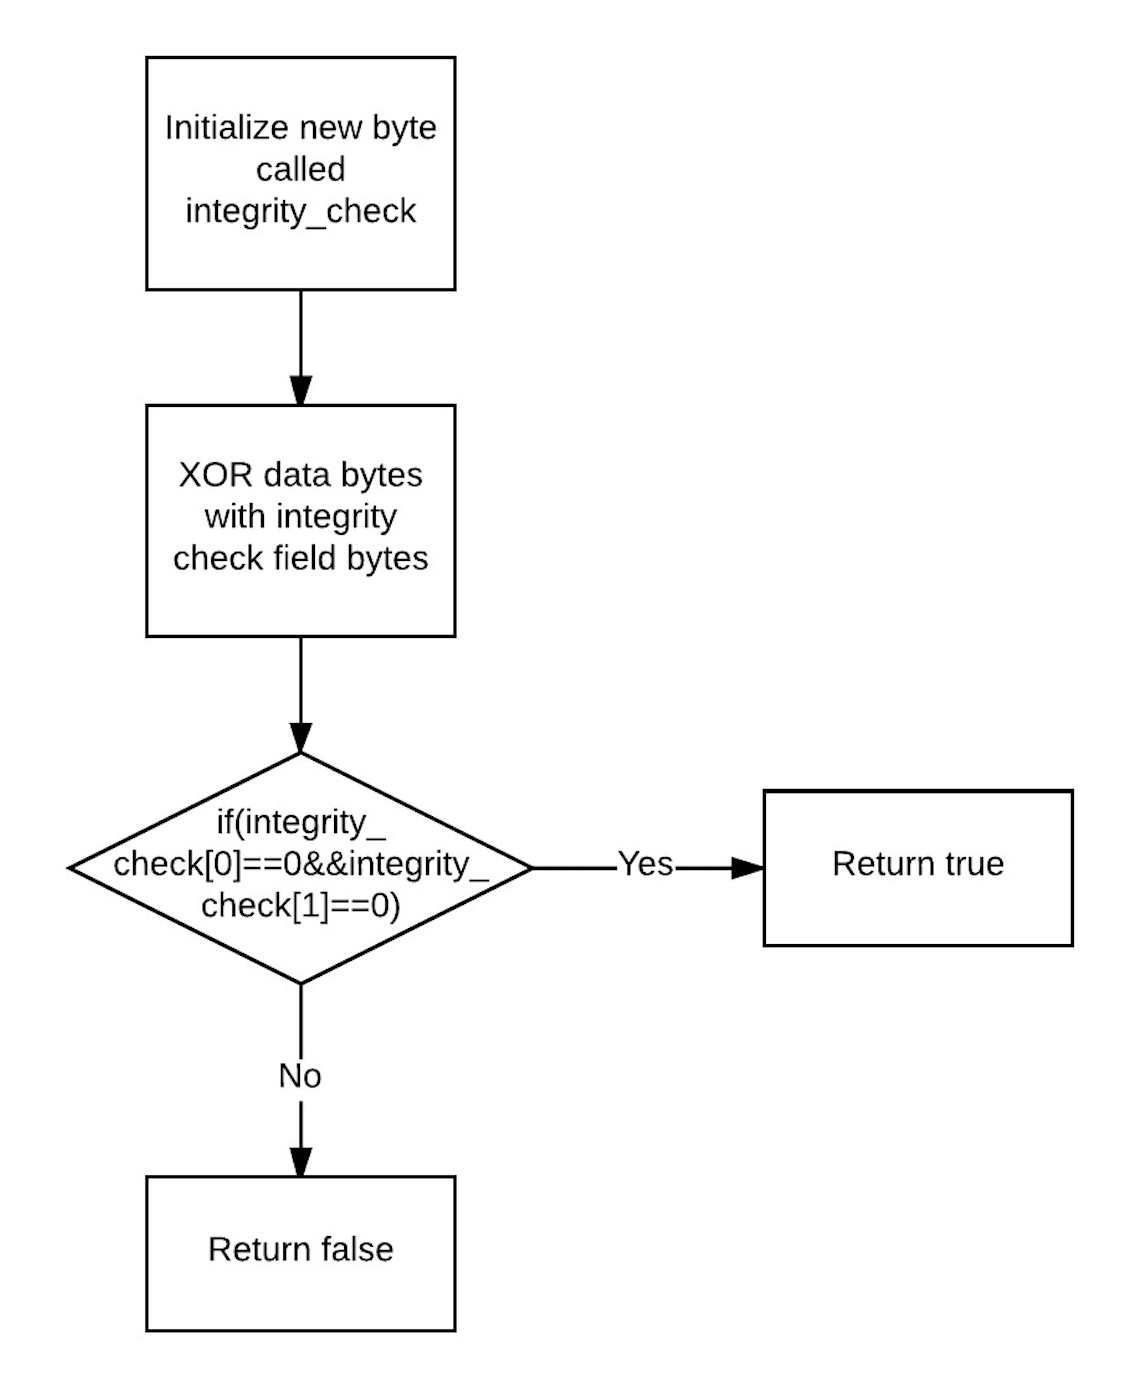 Initialize new byte
called
integrity_check
XOR data bytes
with integrity
check field bytes
if(integrity_
check[0]==0&&integrity_
check[1]==0)
Yes
Return true
No
Return false